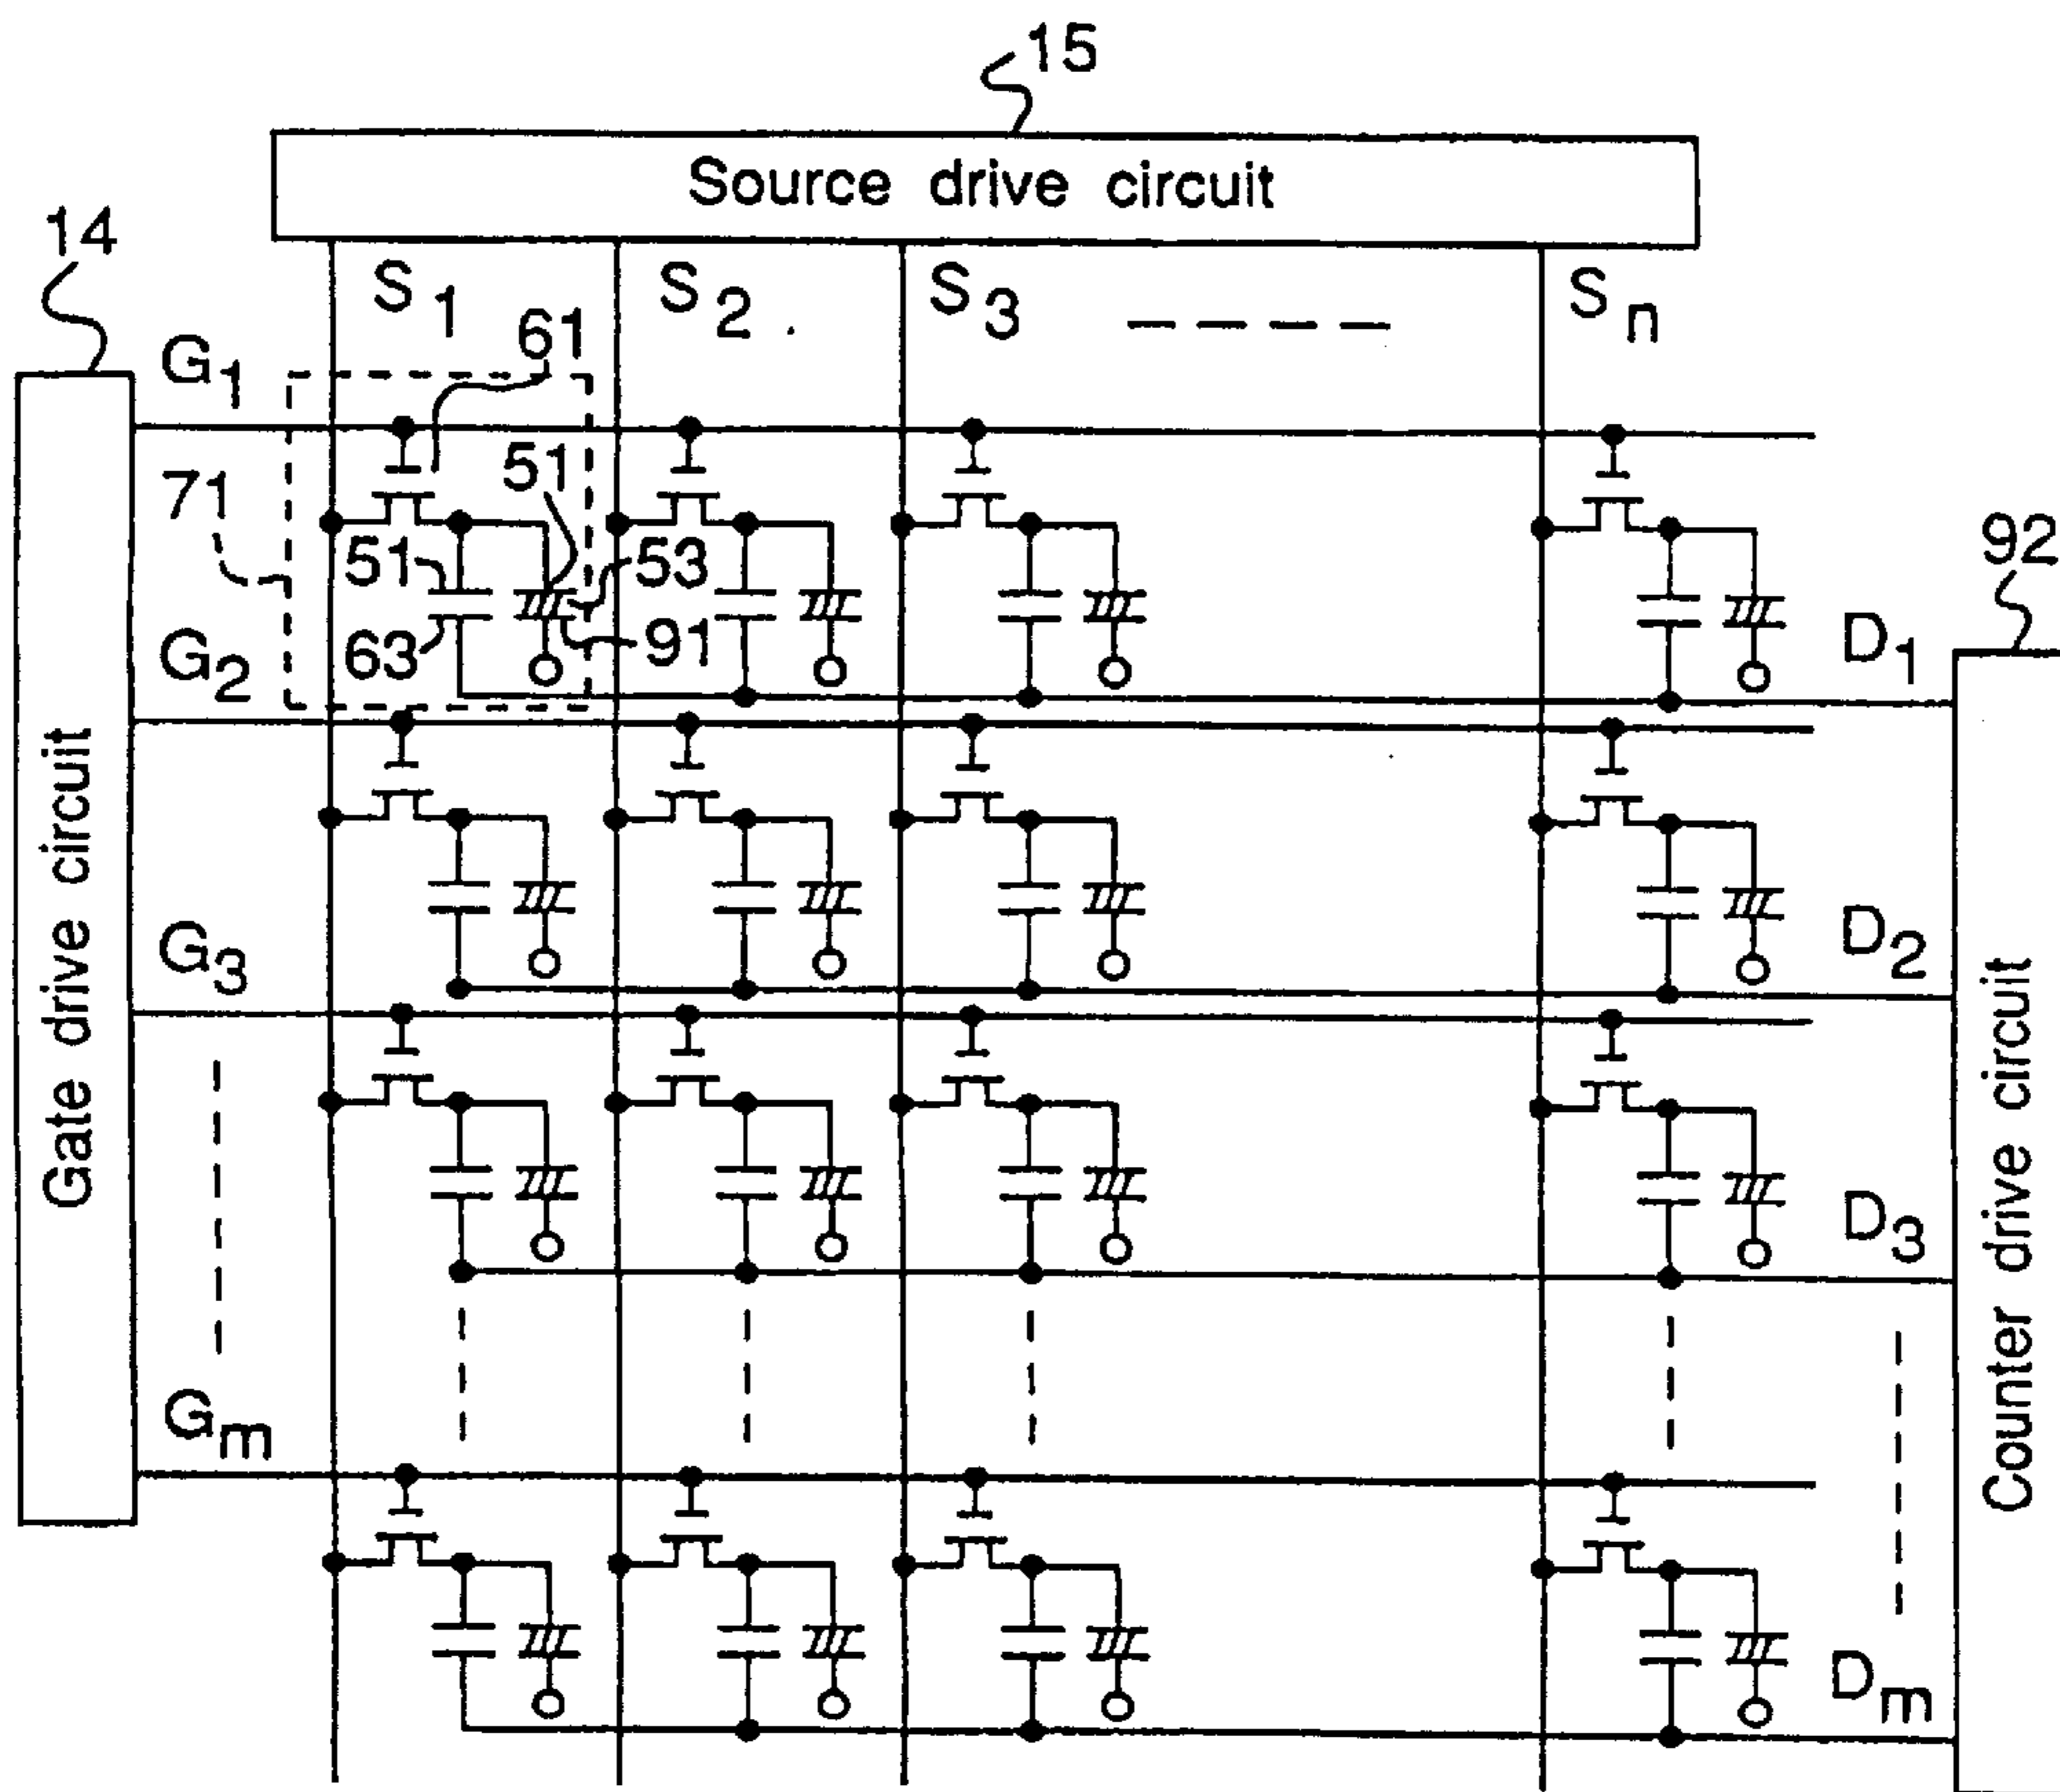 15
Source drive circuit
14
S1
S2
S3
Sn
61
G1
71
51
51
53
92
63
91
G2
D1
Gate drive circuit
G3
D2
Counter drive circuit
D3
Gm
Dm